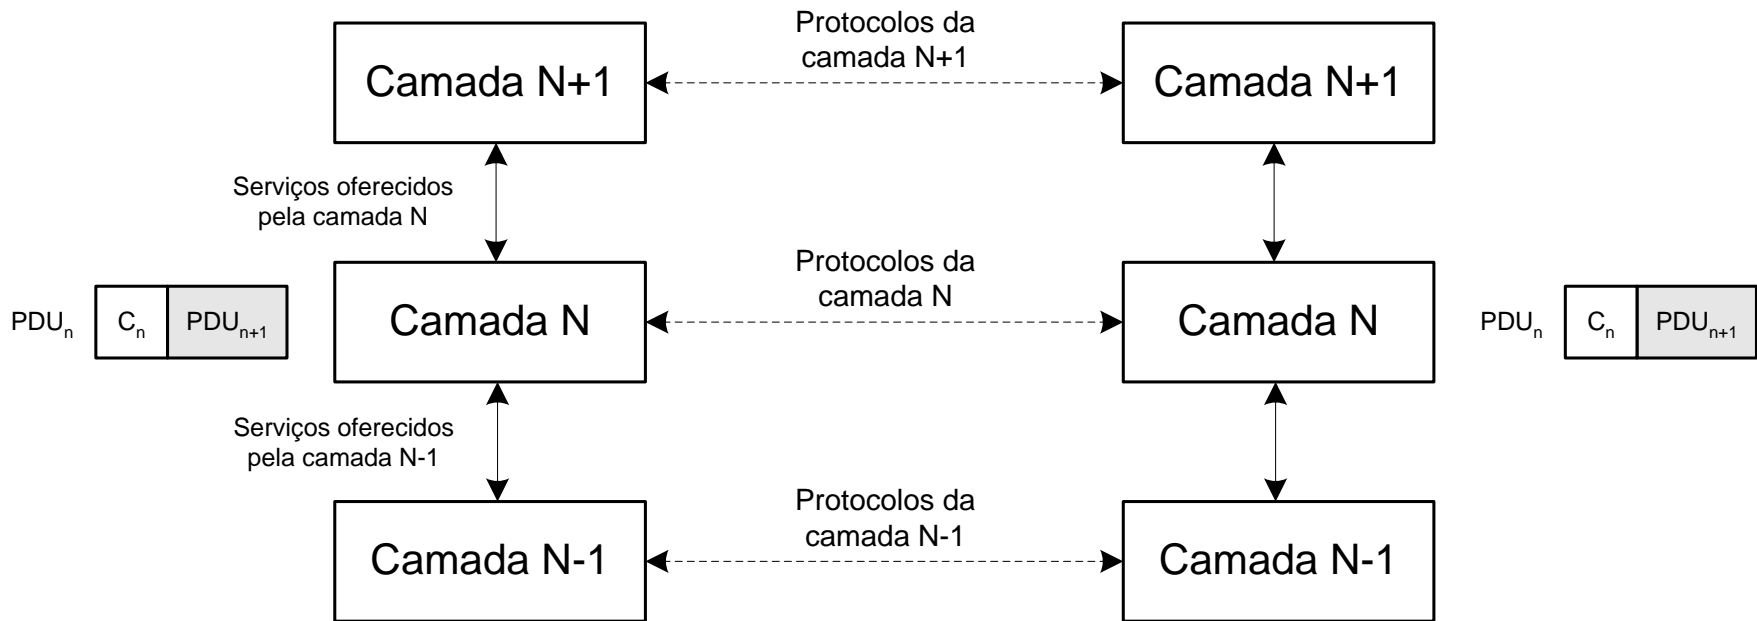 Protocolos da
camada N+1
Camada N+1
Camada N+1
Serviços oferecidos
pela camada N
Protocolos da
camada N
PDUn
Cn
PDUn+1
Camada N
Camada N
PDUn
Cn
PDUn+1
Serviços oferecidos
pela camada N-1
Protocolos da
camada N-1
Camada N-1
Camada N-1